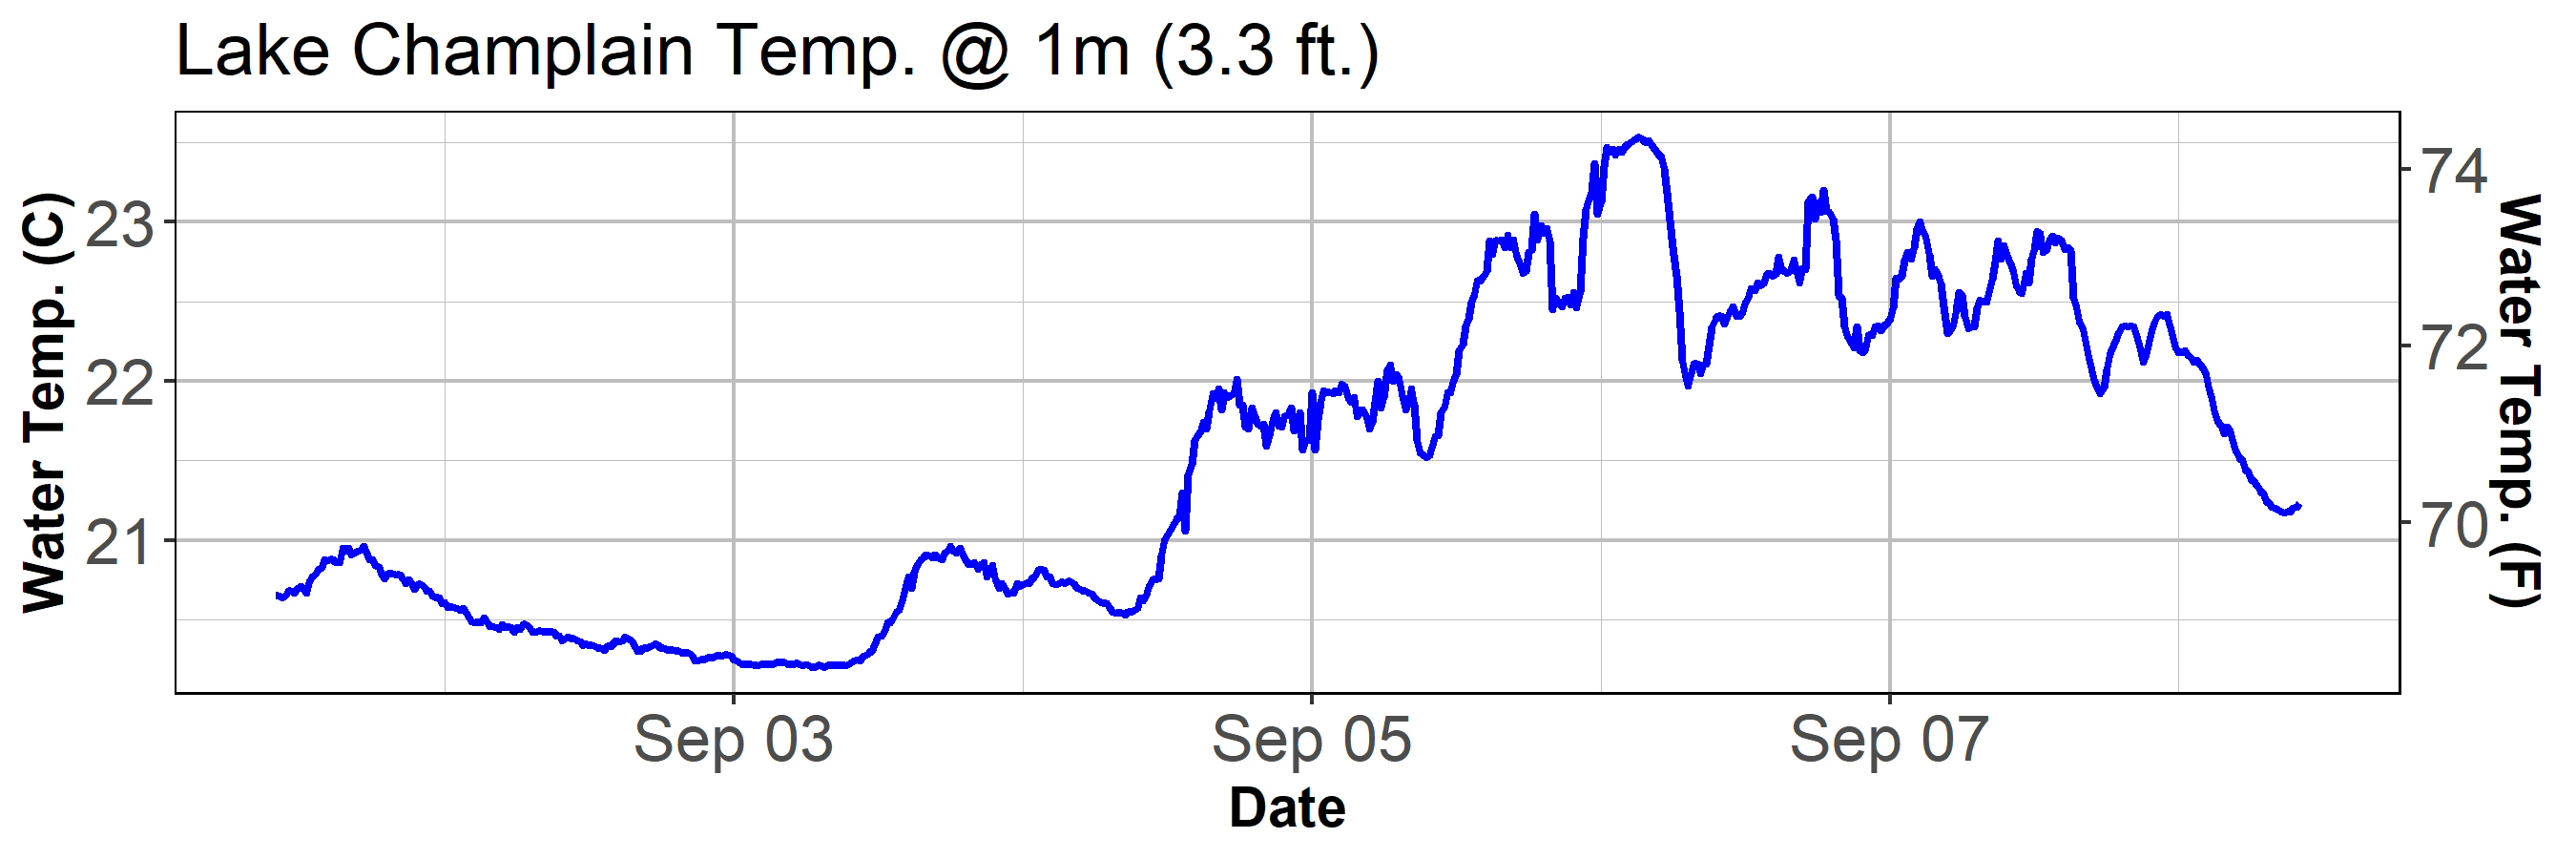 Lake Champlain Temp. @ 1m (3.3 ft.)
Water Temp. (C)
23
22
21
74
72
70
Water Temp. (F)
Sep 03 Sep 05 Sep 07
Date